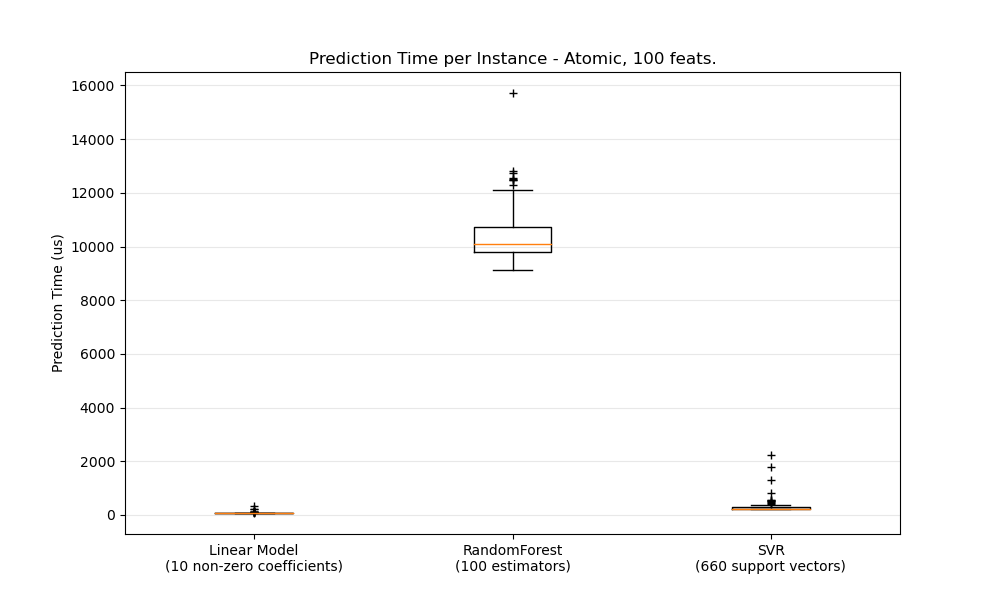 Prediction Time per Instance - Atomic, 100 feats.
Prediction Time (us)
16000
14000
12000
10000
8000
6000
4000
2000
0
Linear Model
(10 non-zero coefficients)
RandomForest
(100 estimators)
SVR
(660 support vectors)